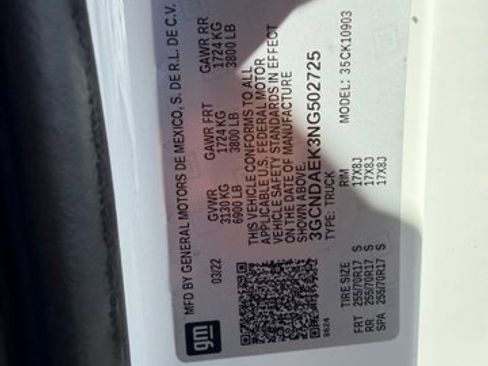 MFD BY GENERAL MOTORS DE MEXICO, S. DE R.L. DE C.V.
03/22 GVWR GAWR FRT GAWR RR
3130 KG 1724 KG 1724 KG
6900 LB 3800 LB 3800 LB
THIS VEHICLE CONFORMS TO ALL
APPLICABLE U.S. FEDERAL MOTOR
VEHICLE SAFETY STANDARDS IN EFFECT
ON THE DATE OF MANUFACTURE
SHOWN ABOVE.
3GCNDAEK3NG502725
TYPE: TRUCK MODEL: 35CK10903
8624
TIRE SIZE RIM
FRT 255/70R17 S 17X8J
RR 255/70R17 S 17X8J
SPA 255/70R17 S 17X8J
gm